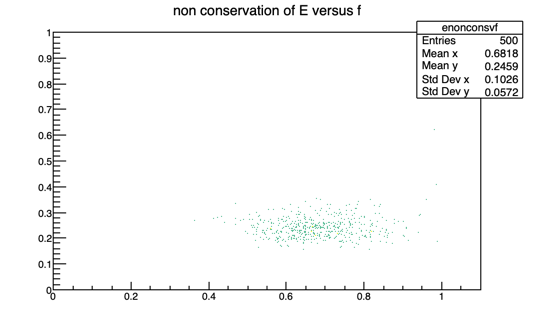 non conservation of E versus f
enonconsvf
Entries 500
Mean x 0.6818
Mean y 0.2459
Std Dev x 0.1026
Std Dev y 0.0572
1
0.9
0.8
0.7
0.6
0.5
0.4
0.3
0.2
0.1
0
0 0.2 0.4 0.6 0.8 1